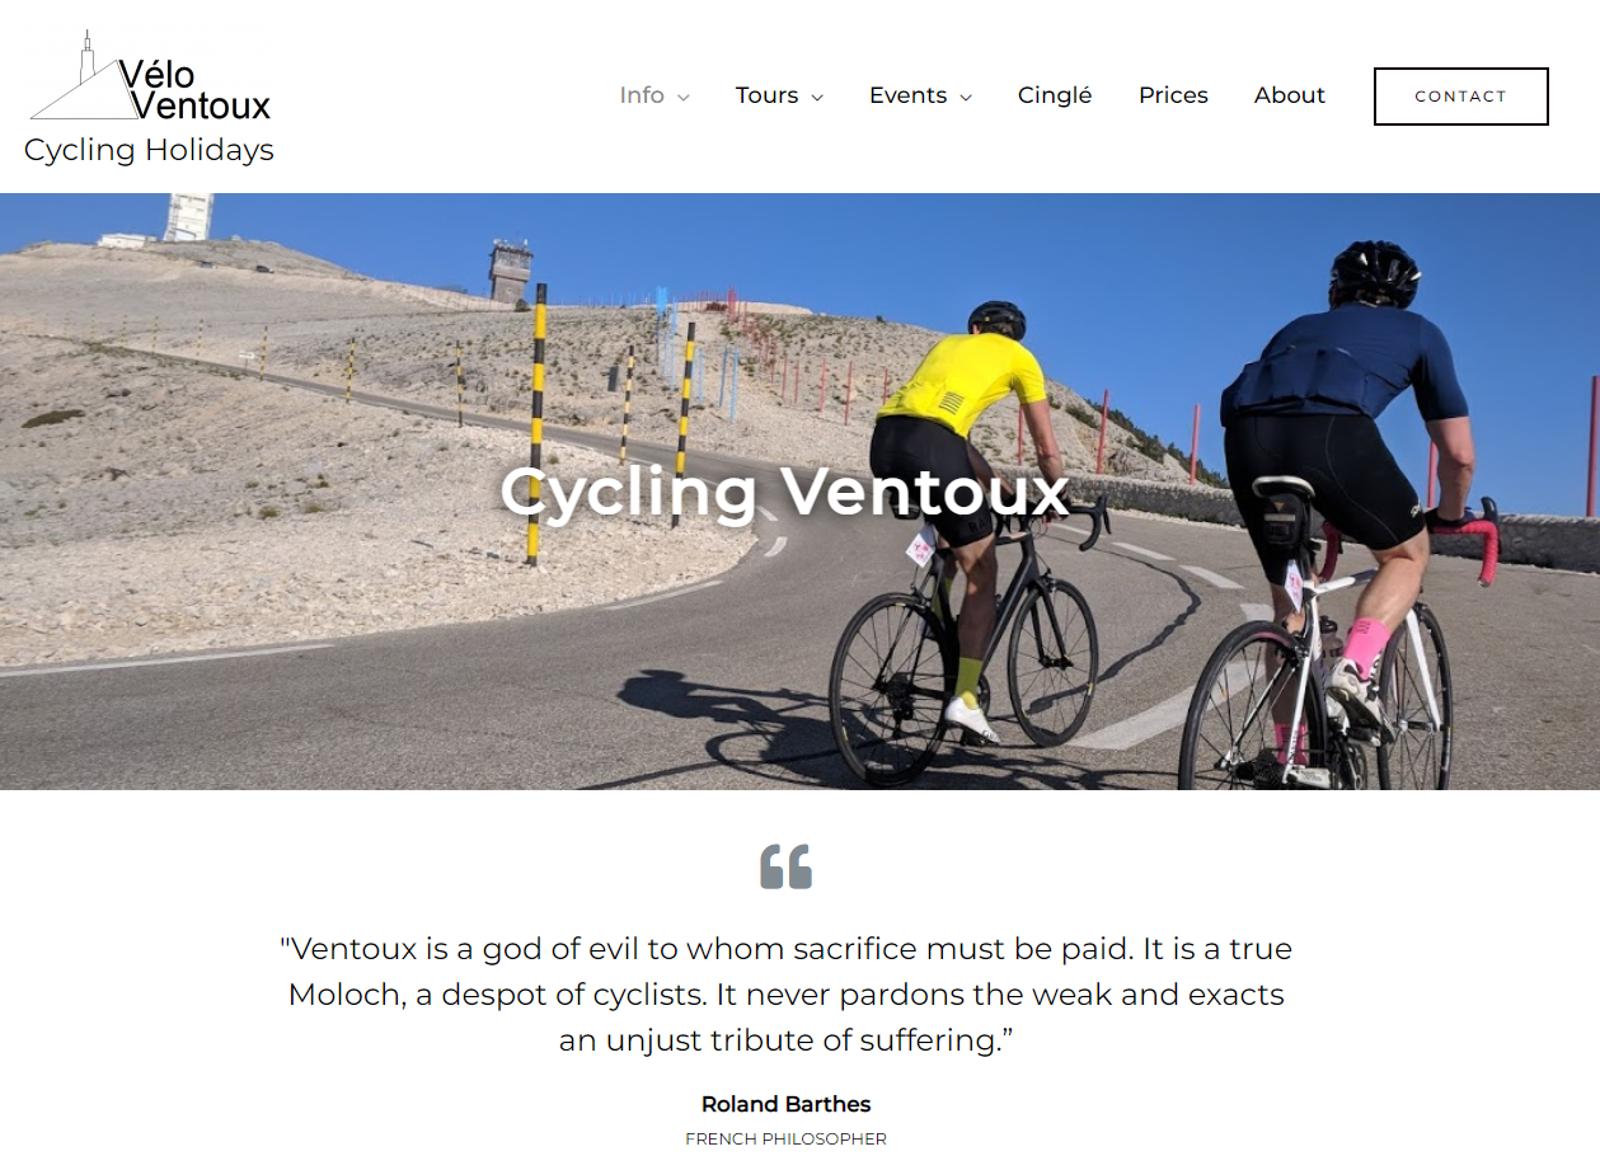 Vélo
Ventoux
Cycling Holidays
Info
Tours
Events
Cinglé
Prices
About
CONTACT
Cycling Ventoux
"Ventoux is a god of evil to whom sacrifice must be paid. It is a true
Moloch, a despot of cyclists. It never pardons the weak and exacts
an unjust tribute of suffering.”
Roland Barthes
FRENCH PHILOSOPHER